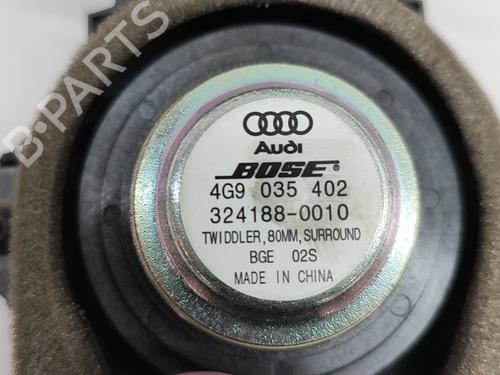 B-PARTS
Audi
BOSE®
4G9 035 402
324188-0010
TWIDDLER,80MM,SURROUND
BGE 02S
MADE IN CHINA